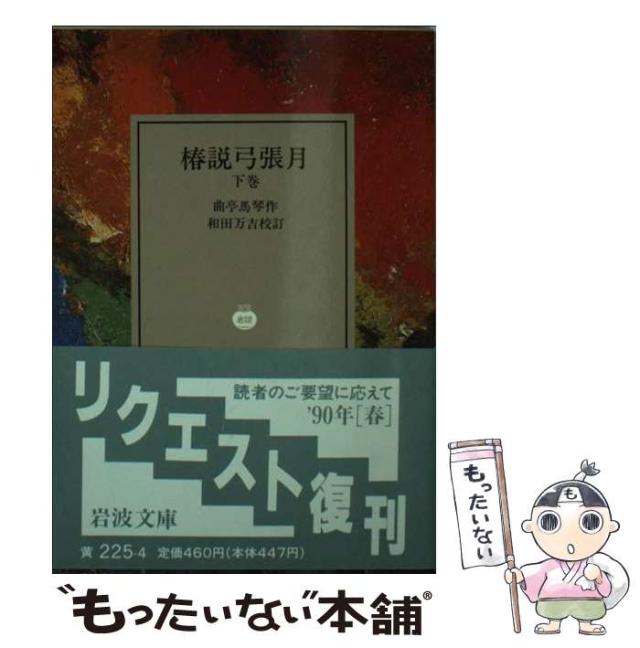 椿説弓張月
下巻
曲亭馬琴作
和田万吉校訂
読者のご要望に応えて
'90年[春]
リクエスト復刊
岩波文庫
黄 225-4 定価460円(本体447円)
もったいない
も
"もったいない"本舗®